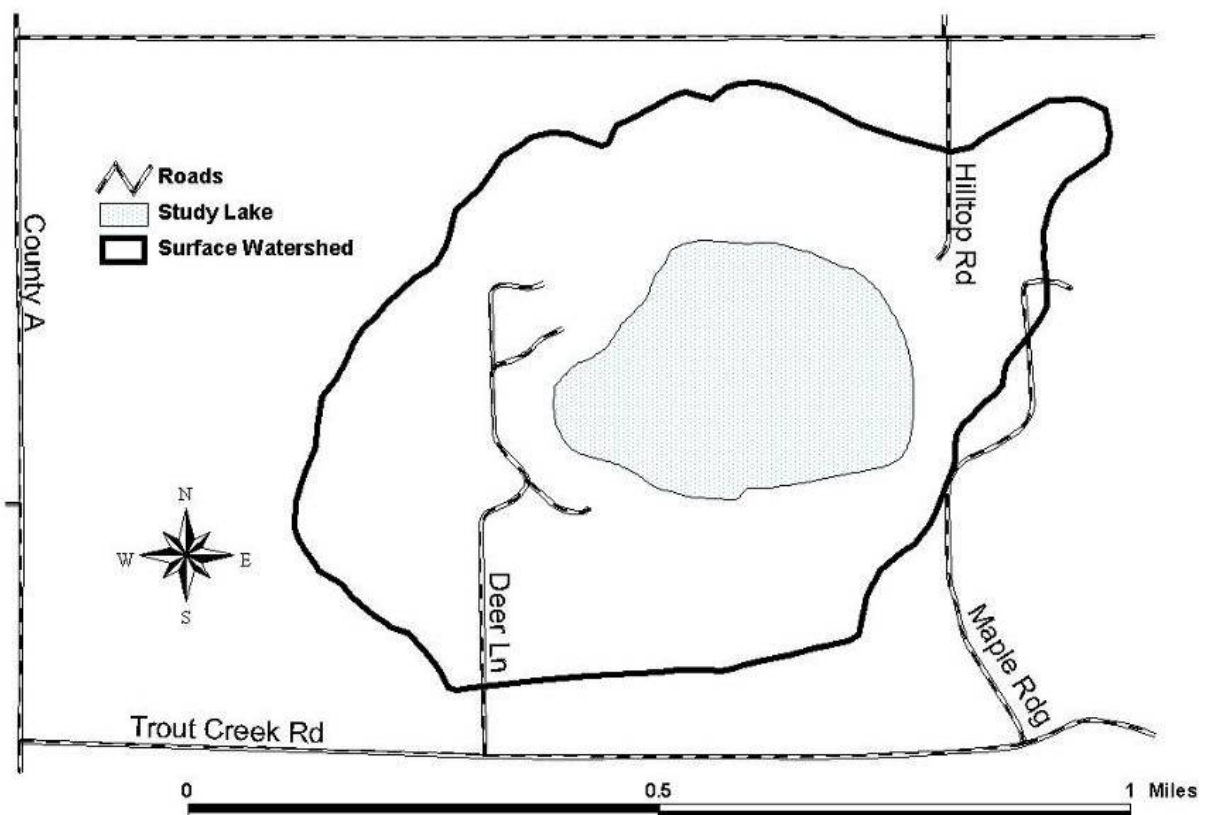 Roads
Study Lake
Surface Watershed
County A
Hilltop Rd
N
W
E
S
Deer Ln
Maple Rdg
Trout Creek Rd
0
0.5
1 Miles